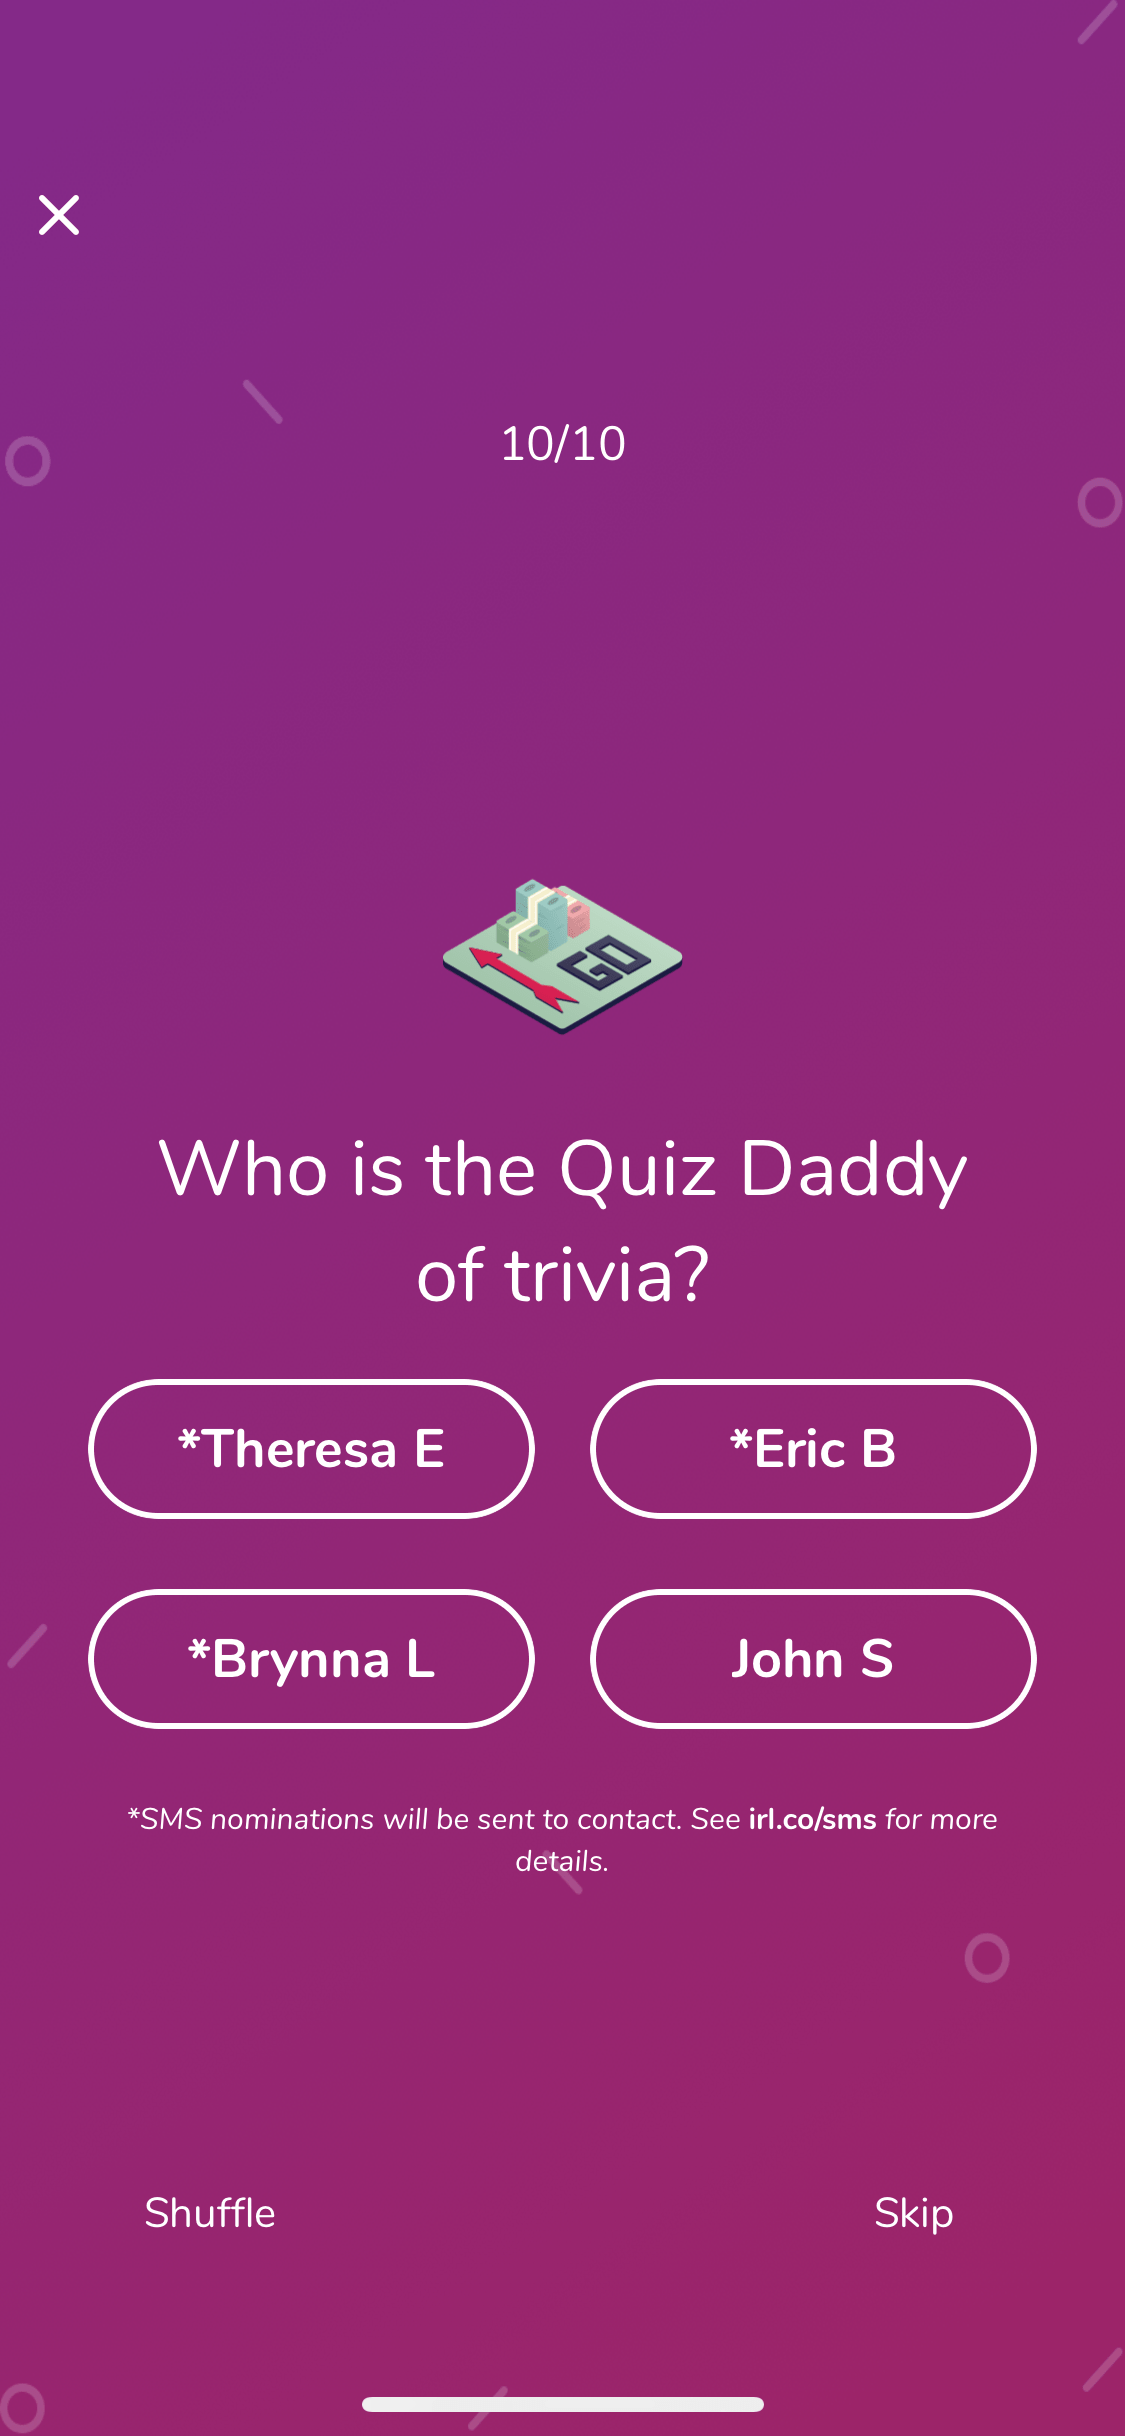 10/10
GO
Who is the Quiz Daddy
of trivia?
*Theresa E
*Eric B
*Brynna L
John S
*SMS nominations will be sent to contact. See irl.co/sms for more
details.
Shuffle
Skip